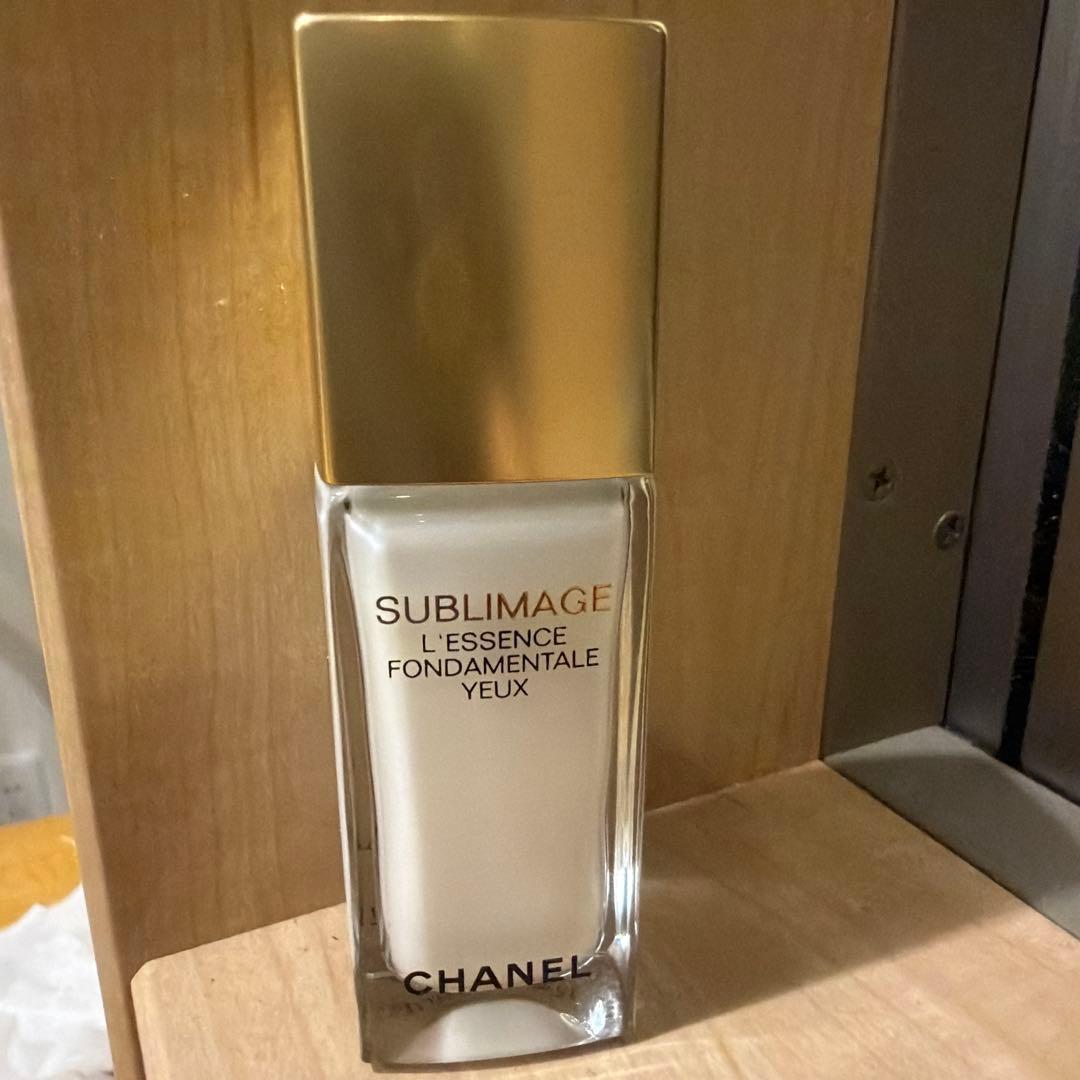 SUBLIMAGE
L'ESSENCE
FONDAMENTALE
YEUX
CHANEL